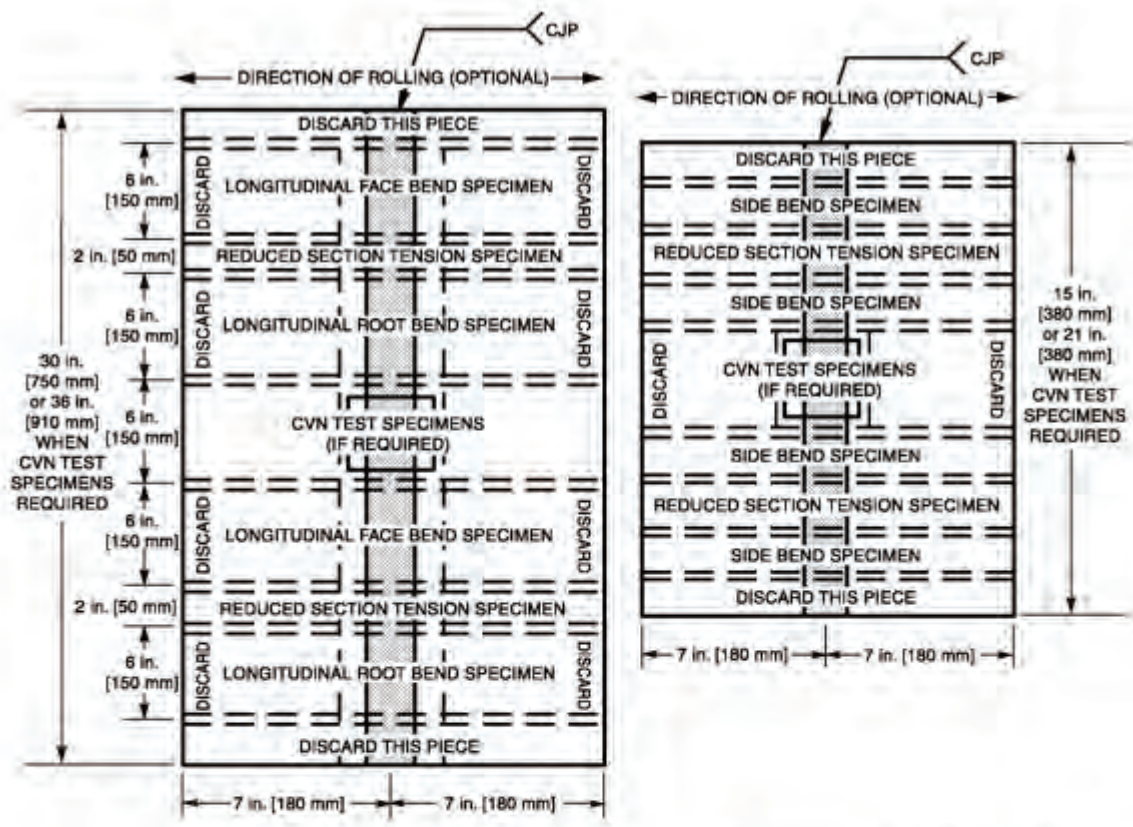 CJP
DIRECTION OF ROLLING (OPTIONAL)
DISCARD THIS PIECE
6 in.
[150 mm]
DISCARD
LONGITUDINAL FACE BEND SPECIMEN
DISCARD
2 in. [50 mm]
REDUCED SECTION TENSION SPECIMEN
6 in.
[150 mm]
DISCARD
LONGITUDINAL ROOT BEND SPECIMEN
DISCARD
30 in.
[750 mm]
or 36 in.
[910 mm]
WHEN
CVN TEST
SPECIMENS
REQUIRED
6 in.
[150 mm]
CVN TEST SPECIMENS
(IF REQUIRED)
6 in.
[150 mm]
DISCARD
LONGITUDINAL FACE BEND SPECIMEN
DISCARD
2 in. [50 mm]
REDUCED SECTION TENSION SPECIMEN
6 in.
[150 mm]
DISCARD
LONGITUDINAL ROOT BEND SPECIMEN
DISCARD
DISCARD THIS PIECE
7 in. [180 mm]
7 in. [180 mm]
CJP
DIRECTION OF ROLLING (OPTIONAL)
DISCARD THIS PIECE
SIDE BEND SPECIMEN
REDUCED SECTION TENSION SPECIMEN
SIDE BEND SPECIMEN
DISCARD
CVN TEST SPECIMENS
(IF REQUIRED)
DISCARD
15 in.
[380 mm]
or 21 in.
[380 mm]
WHEN
CVN TEST
SPECIMENS
REQUIRED
SIDE BEND SPECIMEN
REDUCED SECTION TENSION SPECIMEN
SIDE BEND SPECIMEN
DISCARD THIS PIECE
7 in. [180 mm]
7 in. [180 mm]